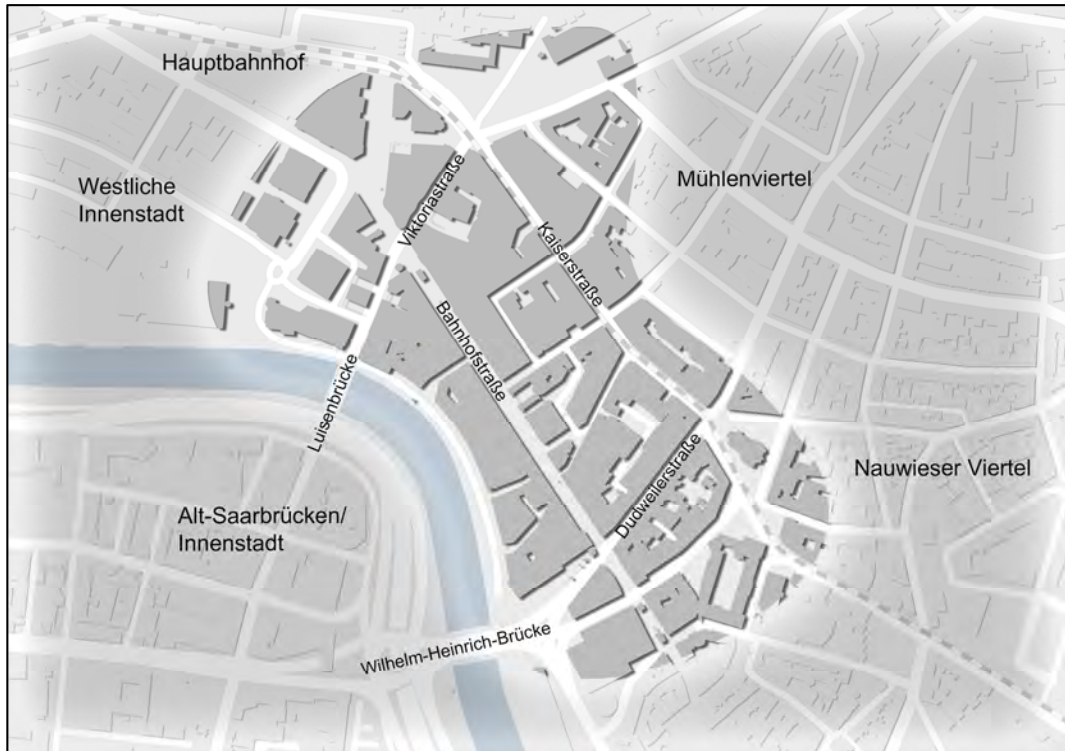 Hauptbahnhof
Westliche
Innenstadt
Mühlenviertel
Viktoriastraße
Kaiserstraße
Bahnhofstraße
Luisenbrücke
Dudweilerstraße
Nauwieser Viertel
Alt-Saarbrücken/
Innenstadt
Wilhelm-Heinrich-Brücke